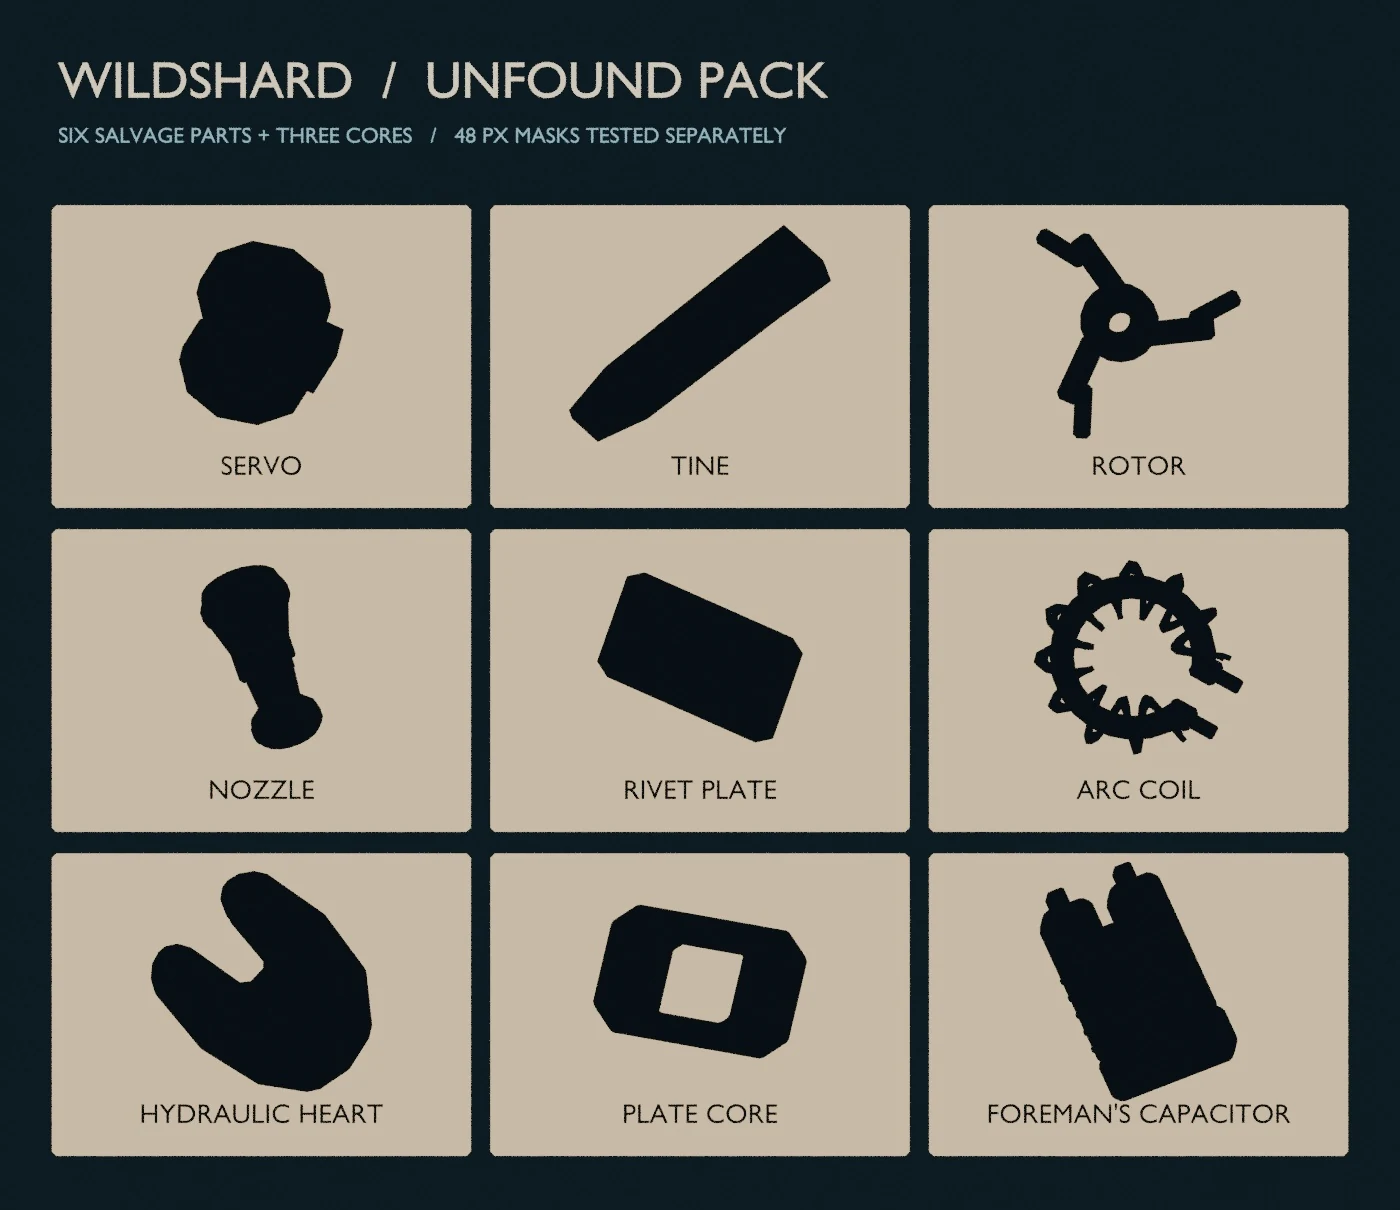 WILDSHARD / UNFOUND PACK
SIX SALVAGE PARTS + THREE CORES / 48 PX MASKS TESTED SEPARATELY
SERVO
TINE
ROTOR
NOZZLE
RIVET PLATE
ARC COIL
HYDRAULIC HEART
PLATE CORE
FOREMAN'S CAPACITOR